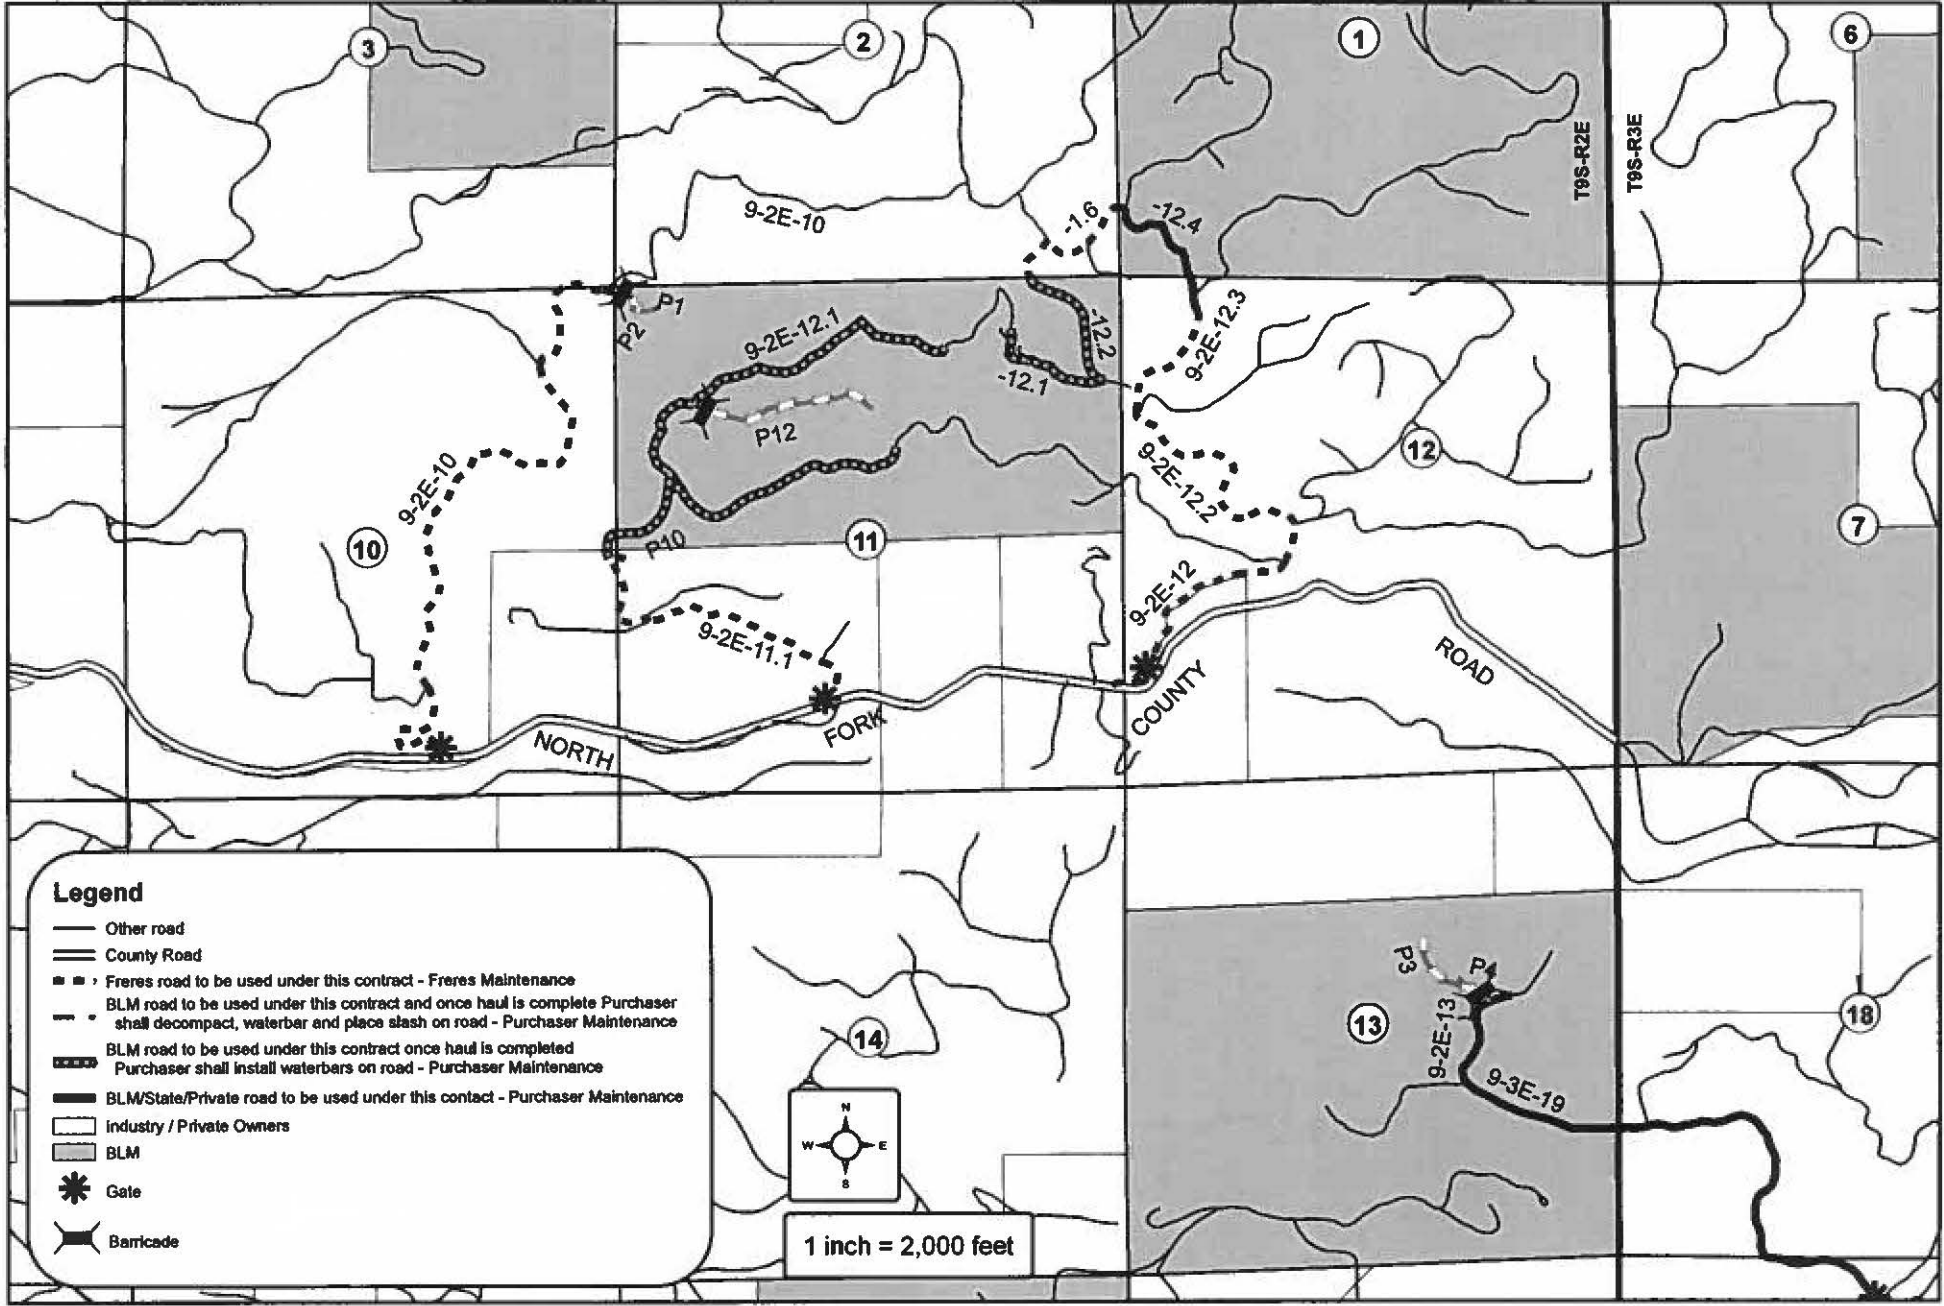 3
2
1
6
T9S-R2E
T9S-R3E
9-2E-10
-1.6
-12.4
P1
P2
9-2E-12.1
-12.2
-12.1
9-2E-12.3
P12
9-2E-10
10
P10
11
9-2E-12.2
12
7
9-2E-12
9-2E-11.1
NORTH
FORK
COUNTY
ROAD
Legend
Other road
County Road
Freres road to be used under this contract - Freres Maintenance
BLM road to be used under this contract and once haul is complete Purchaser
shall decompact, waterbar and place slash on road - Purchaser Maintenance
BLM road to be used under this contract once haul is completed
Purchaser shall install waterbars on road - Purchaser Maintenance
BLM/State/Private road to be used under this contact - Purchaser Maintenance
industry / Private Owners
BLM
Gate
Barricade
14
N
W
E
S
1 inch = 2,000 feet
P3
P4
13
9-2E-13
9-3E-19
18